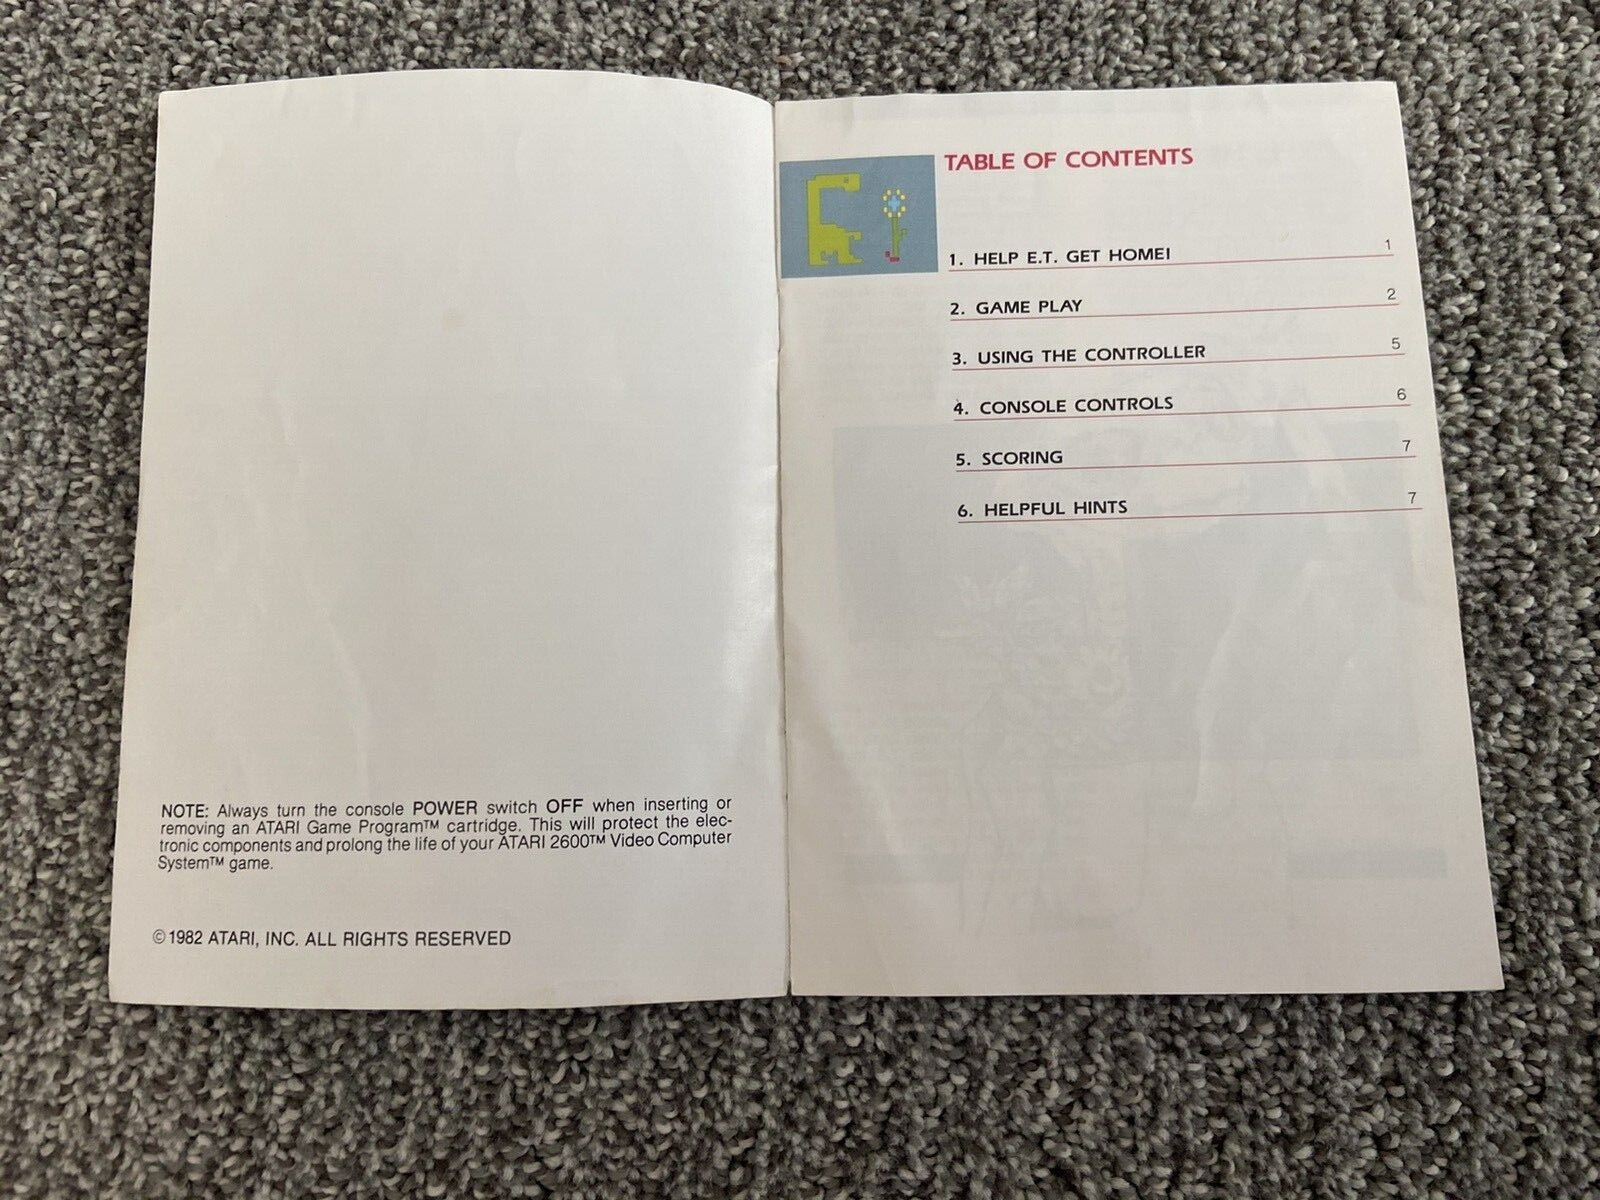 NOTE: Always turn the console POWER switch OFF when inserting or
removing an ATARI Game Program™ cartridge. This will protect the elec-
tronic components and prolong the life of your ATARI 2600™ Video Computer
System™ game.
©1982 ATARI, INC. ALL RIGHTS RESERVED
TABLE OF CONTENTS
1. HELP E.T. GET HOME! 1
2. GAME PLAY 2
3. USING THE CONTROLLER 5
4. CONSOLE CONTROLS 6
5. SCORING 7
6. HELPFUL HINTS 7